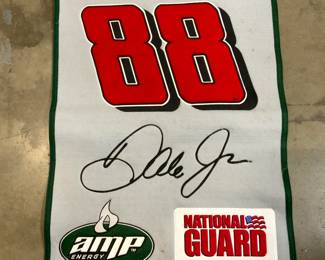 88
Dale Jr.
NATIONAL
GUARD
amp
ENERGY